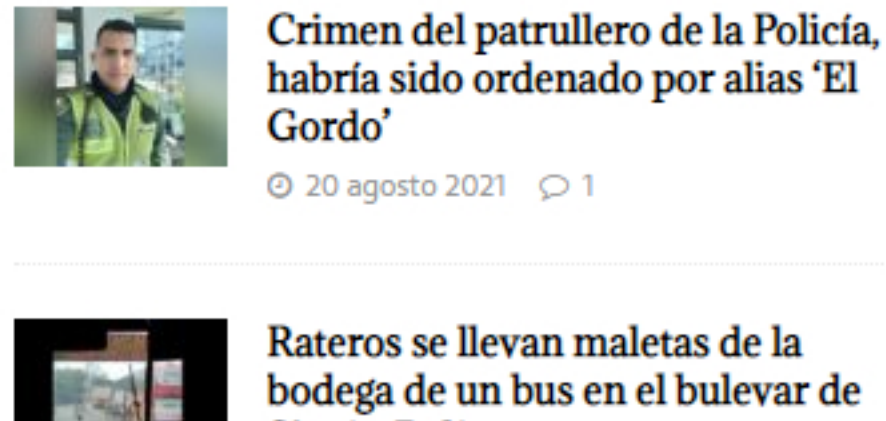 Crimen del patrullero de la Policía,
habría sido ordenado por alias ‘El
Gordo’
20 agosto 2021 1
Rateros se llevan maletas de la
bodega de un bus en el bulevar de